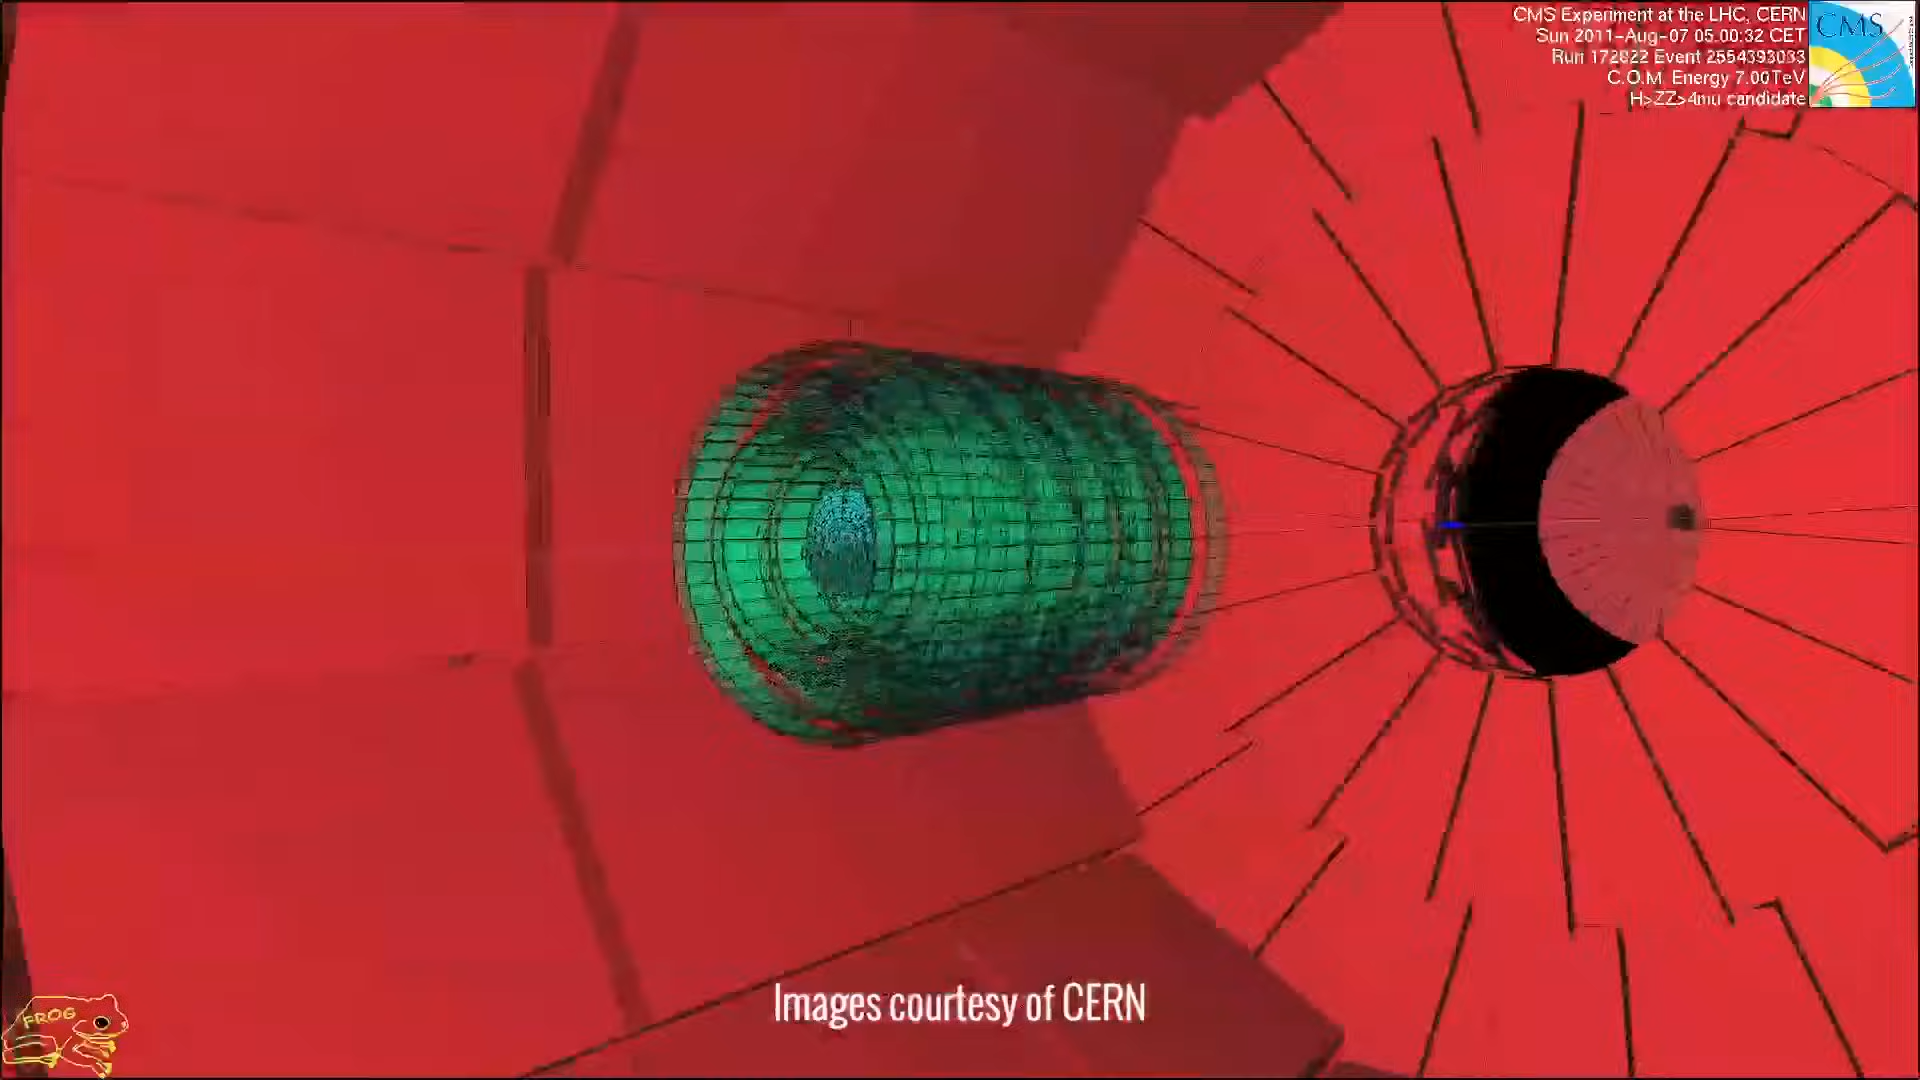 CMS Experiment at the LHC, CERN
Sun 2011-Aug-07 05:00:32 CET
Run 172822 Event 2554393033
C.O.M. Energy 7.00TeV
H>ZZ>4mu candidate
CMS
Images courtesy of CERN
FROG